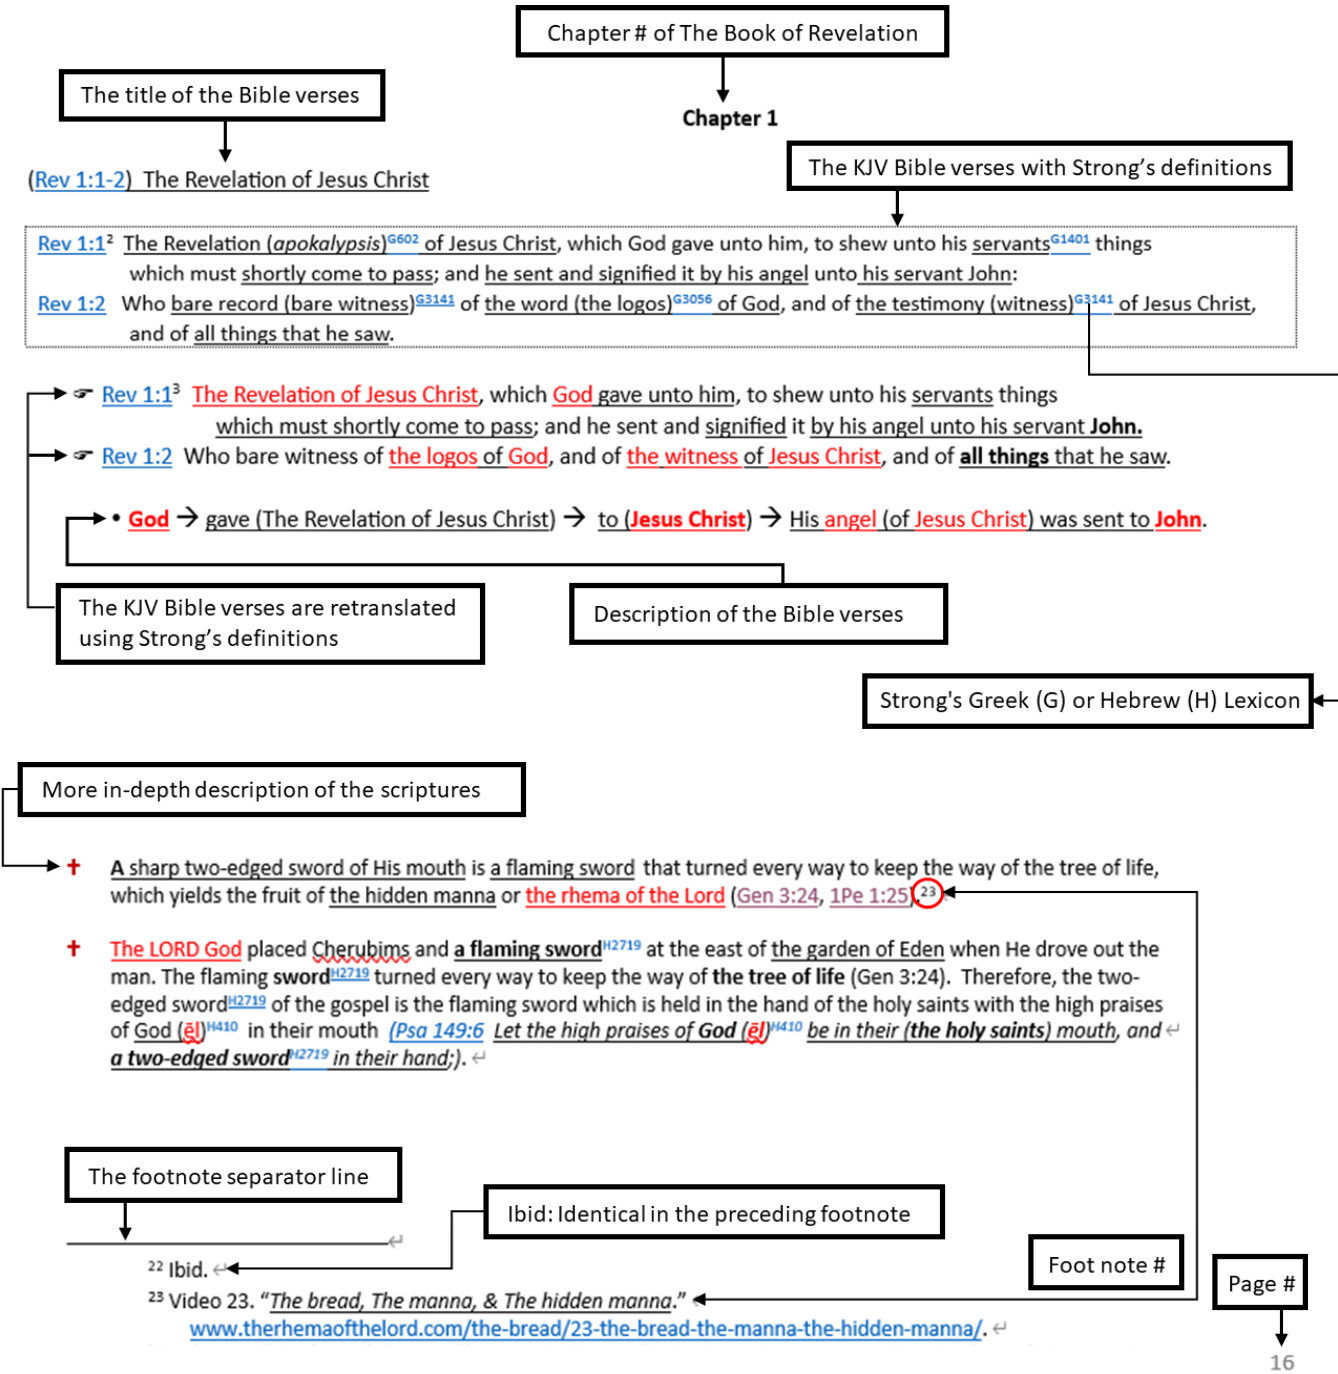 Chapter # of The Book of Revelation
The title of the Bible verses
Chapter 1
The KJV Bible verses with Strong's definitions
(Rev 1:1-2) The Revelation of Jesus Christ
Rev 1:1² The Revelation (apokalypsis)G602 of Jesus Christ, which God gave unto him, to shew unto his servantsG1401 things
which must shortly come to pass; and he sent and signified it by his angel unto his servant John:
Rev 1:2 Who bare record (bare witness)G3141 of the word (the logos)G3056 of God, and of the testimony (witness)G3141 of Jesus Christ,
and of all things that he saw.
☞ Rev 1:1³ The Revelation of Jesus Christ, which God gave unto him, to shew unto his servants things
which must shortly come to pass; and he sent and signified it by his angel unto his servant John.
☞ Rev 1:2 Who bare witness of the logos of God, and of the witness of Jesus Christ, and of all things that he saw.
• God → gave (The Revelation of Jesus Christ) → to (Jesus Christ) → His angel (of Jesus Christ) was sent to John.
The KJV Bible verses are retranslated
using Strong's definitions
Description of the Bible verses
Strong's Greek (G) or Hebrew (H) Lexicon
More in-depth description of the scriptures
✝ A sharp two-edged sword of His mouth is a flaming sword that turned every way to keep the way of the tree of life,
which yields the fruit of the hidden manna or the rhema of the Lord (Gen 3:24, 1Pe 1:25).²³
✝ The LORD God placed Cherubims and a flaming swordH2719 at the east of the garden of Eden when He drove out the
man. The flaming swordH2719 turned every way to keep the way of the tree of life (Gen 3:24). Therefore, the two-
edged swordH2719 of the gospel is the flaming sword which is held in the hand of the holy saints with the high praises
of God (ēl)H410 in their mouth (Psa 149:6 Let the high praises of God (ēl)H410 be in their (the holy saints) mouth, and ↵
a two-edged swordH2719 in their hand;). ↵
The footnote separator line
Ibid: Identical in the preceding footnote
↵
Foot note #
²² Ibid. ↵
Page #
²³ Video 23. "The bread, The manna, & The hidden manna."
www.therhemaofthelord.com/the-bread/23-the-bread-the-manna-the-hidden-manna/. ↵
16